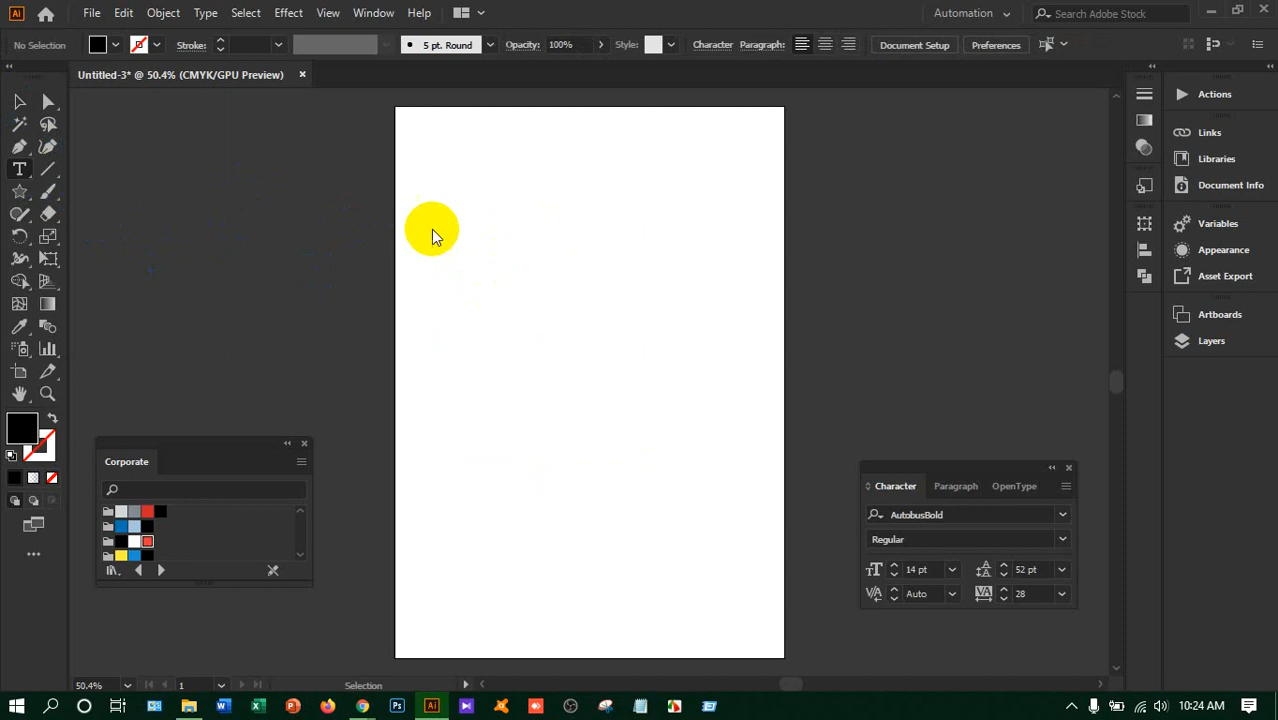 Ai File Edit Object Type Select Effect View Window Help Automation Search Adobe Stock
No Selection Stroke: 5 pt. Round Opacity: 100% Style: Character Paragraph: Document Setup Preferences
Untitled-3* @ 50.4% (CMYK/GPU Preview)
Actions
Links
Libraries
Document Info
Variables
Appearance
Asset Export
Artboards
Layers
Corporate
Character Paragraph OpenType
AutobusBold
Regular
14 pt 52 pt
Auto 28
50.4% 1 Selection
10:24 AM